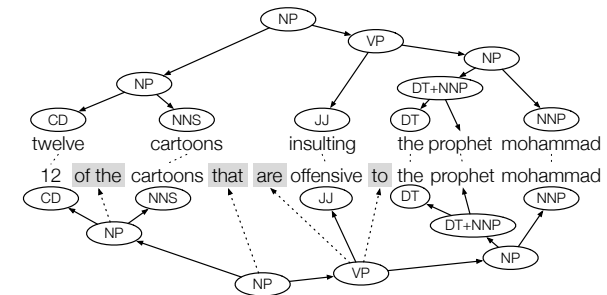 NP
VP
NP
NP
DT+NNP
CD NNS JJ DT NNP
twelve cartoons insulting the prophet mohammad
12 of the cartoons that are offensive to the prophet mohammad
CD NNS JJ DT NNP
DT+NNP
NP
NP
VP
NP